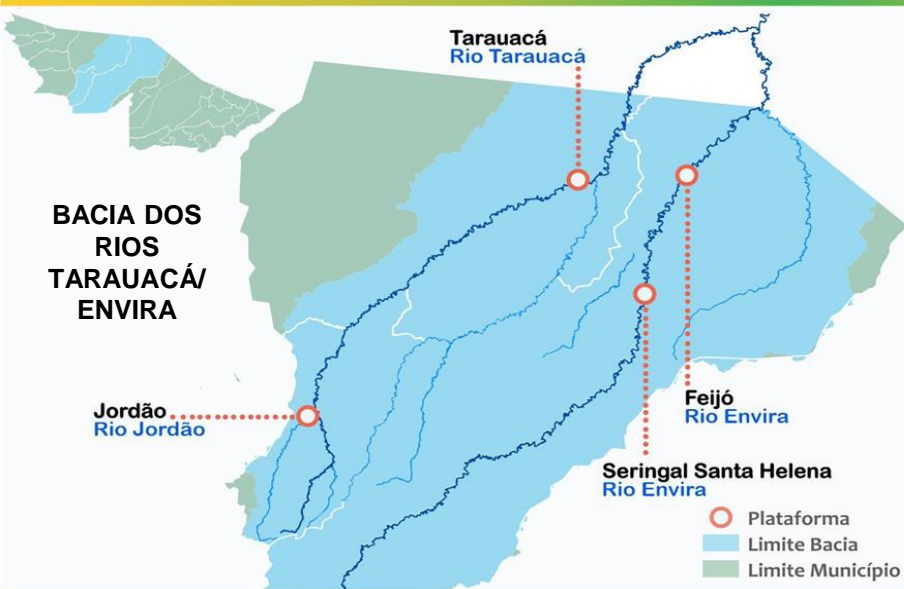 Tarauacá
Rio Tarauacá
BACIA DOS
RIOS
TARAUACÁ/
ENVIRA
Jordão
Rio Jordão
Feijó
Rio Envira
Seringal Santa Helena
Rio Envira
Plataforma
Limite Bacia
Limite Município